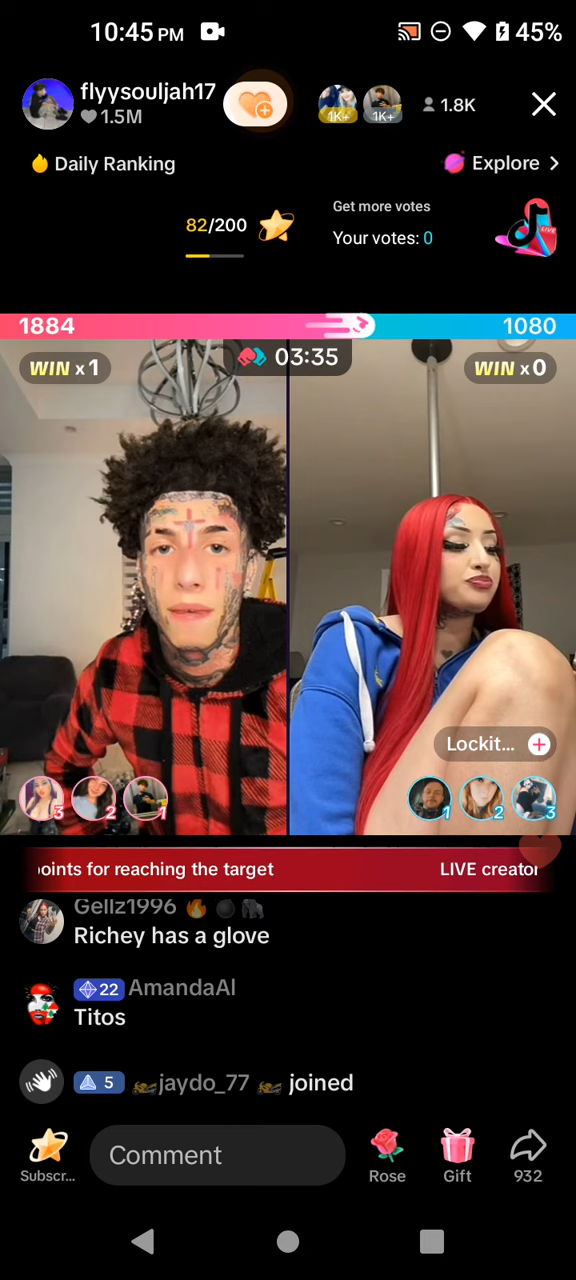 10:45 PM
45%
flyysouljah17
1.5M
1K+
1K+
1.8K
Daily Ranking
Explore
82/200
Get more votes
Your votes: 0
LIVE
1884
1080
WIN x 1
03:35
WIN x 0
Lockit...
3
2
1
1
2
3
oints for reaching the target
LIVE creator
Gellz1996
Richey has a glove
22 AmandaAl
Titos
5 jaydo_77 joined
Subscr...
Comment
Rose
Gift
932